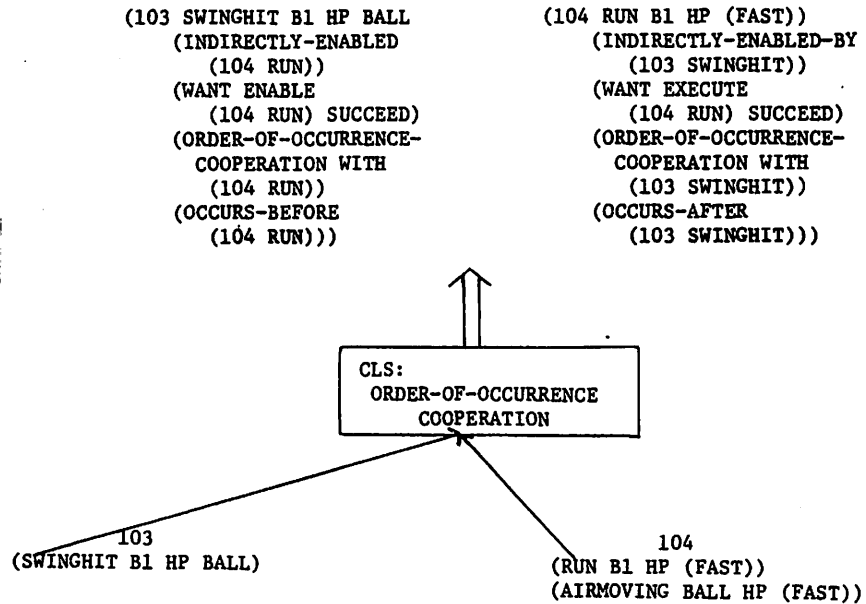 (103 SWINGHIT B1 HP BALL
(INDIRECTLY-ENABLED
(104 RUN))
(WANT ENABLE
(104 RUN) SUCCEED)
(ORDER-OF-OCCURRENCE-
COOPERATION WITH
(104 RUN))
(OCCURS-BEFORE
(104 RUN)))
(104 RUN B1 HP (FAST))
(INDIRECTLY-ENABLED-BY
(103 SWINGHIT))
(WANT EXECUTE
(104 RUN) SUCCEED)
(ORDER-OF-OCCURRENCE-
COOPERATION WITH
(103 SWINGHIT))
(OCCURS-AFTER
(103 SWINGHIT)))
CLS:
ORDER-OF-OCCURRENCE
COOPERATION
103
(SWINGHIT B1 HP BALL)
104
(RUN B1 HP (FAST))
(AIRMOVING BALL HP (FAST))